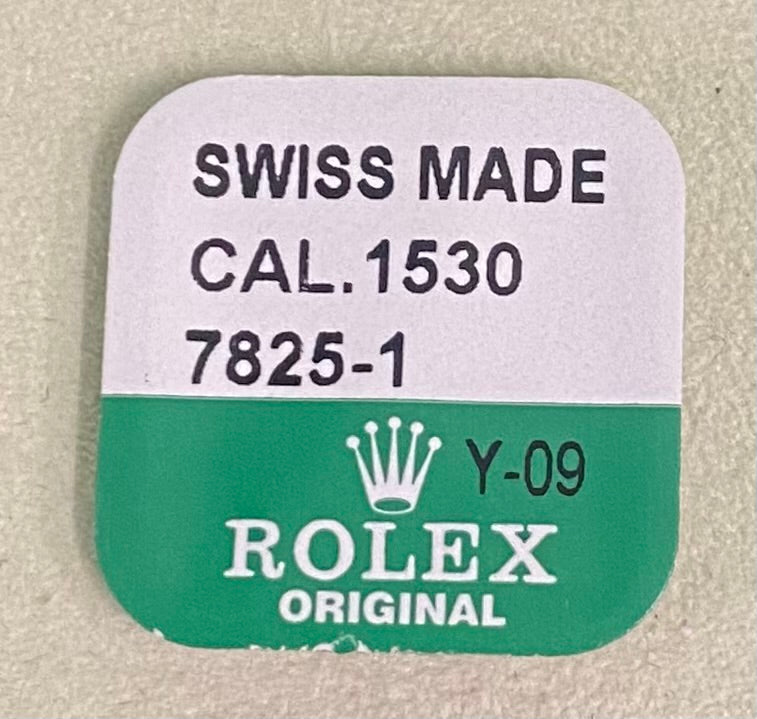 SWISS MADE
CAL.1530
7825-1
Y-09
ROLEX
ORIGINAL